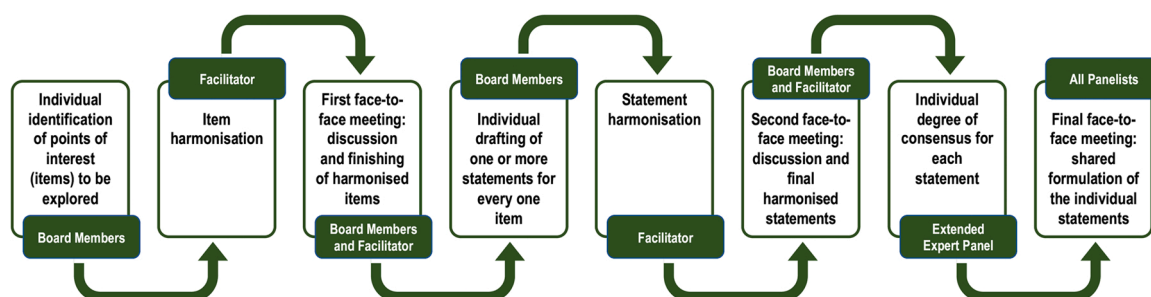 Individual
identification
of points of
interest
(items) to be
explored
Board Members
Facilitator
Item
harmonisation
First face-to-
face meeting:
discussion
and finishing
of harmonised
items
Board Members
and Facilitator
Board Members
Individual
drafting of
one or more
statements for
every one
item
Statement
harmonisation
Facilitator
Board Members
and Facilitator
Second face-to-
face meeting:
discussion and
final
harmonised
statements
Individual
degree of
consensus for
each
statement
Extended
Expert Panel
All Panelists
Final face-to-
face meeting:
shared
formulation of
the individual
statements